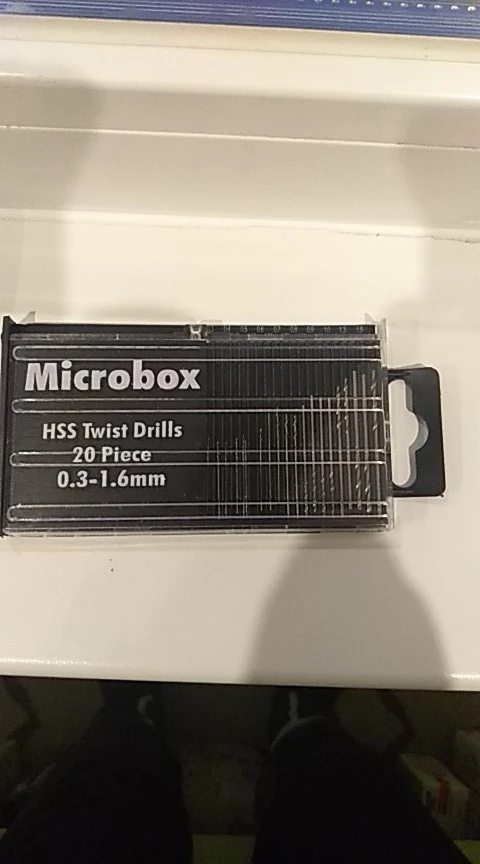 Microbox
HSS Twist Drills
20 Piece
0.3-1.6mm